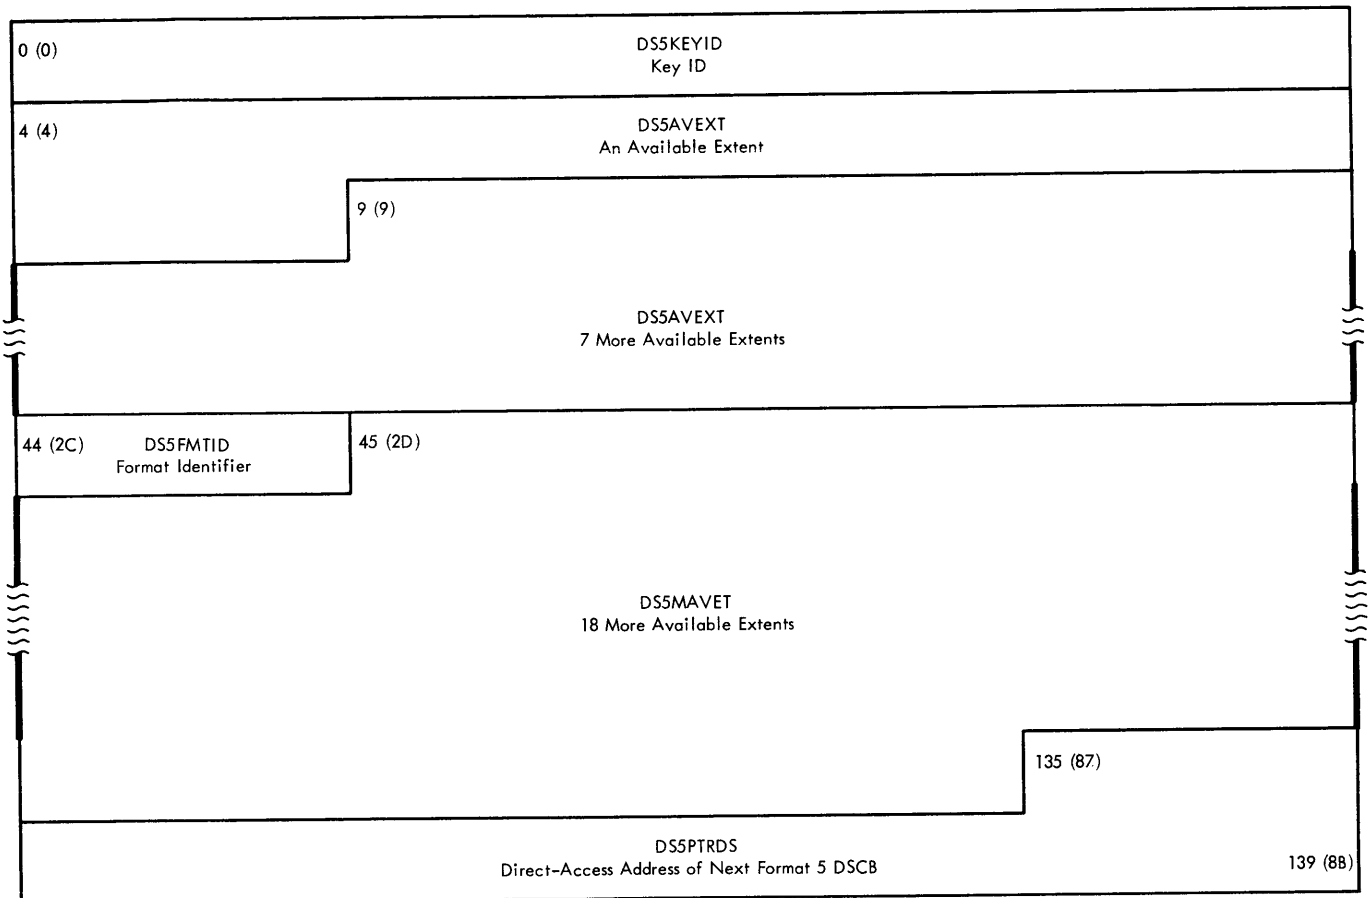 0 (0)
DS5KEYID
Key ID
4 (4)
DS5AVEXT
An Available Extent
9 (9)
DS5AVEXT
7 More Available Extents
44 (2C)
DS5FMTID
Format Identifier
45 (2D)
DS5MAVET
18 More Available Extents
135 (87)
DS5PTRDS
Direct-Access Address of Next Format 5 DSCB
139 (8B)